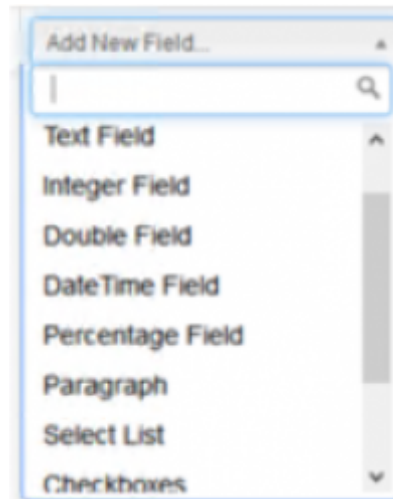 Add New Field...
Text Field
Integer Field
Double Field
DateTime Field
Percentage Field
Paragraph
Select List
Checkboxes